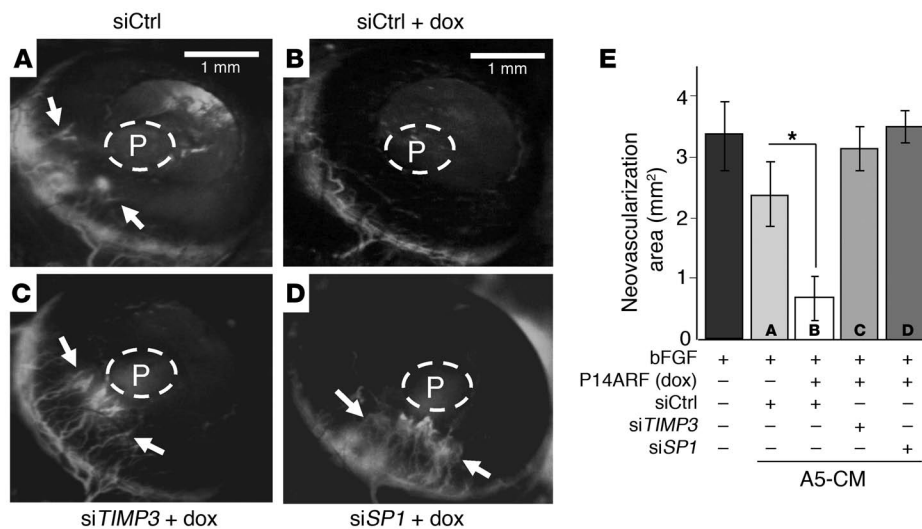 siCtrl
siCtrl + dox
A
1 mm
P
B
1 mm
P
C
P
siTIMP3 + dox
D
P
siSP1 + dox
E
Neovascularization
area (mm²)
4
3
2
1
0
A B C D
bFGF + + + + +
P14ARF (dox) – – + + +
siCtrl – + + – –
siTIMP3 – – – + –
siSP1 – – – – +
A5-CM
*